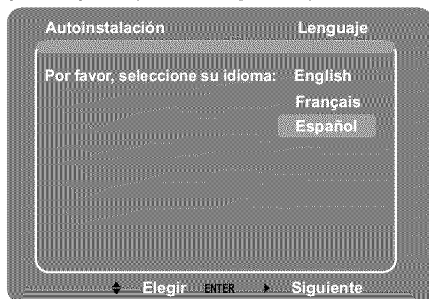 Autoinstalación Lenguaje
Por favor, seleccione su idioma: English
Français
Español
Elegir ENTER Siguiente